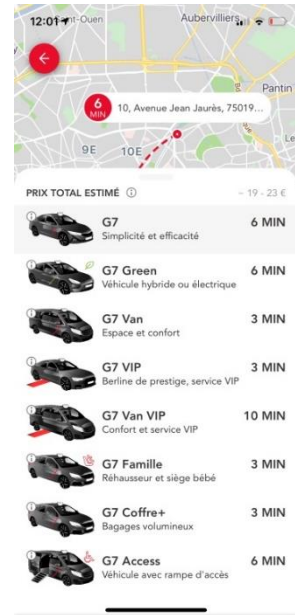 12:01
nt-Ouen
Aubervilliers
Pantin
6
MIN
10, Avenue Jean Jaurès, 75019...
Le
9E
10E
PRIX TOTAL ESTIMÉ
~ 19 - 23 €
G7
6 MIN
Simplicité et efficacité
G7 Green
6 MIN
Véhicule hybride ou électrique
G7 Van
3 MIN
Espace et confort
G7 VIP
3 MIN
Berline de prestige, service VIP
G7 Van VIP
10 MIN
Confort et service VIP
G7 Famille
3 MIN
Réhausseur et siège bébé
G7 Coffre+
3 MIN
Bagages volumineux
G7 Access
6 MIN
Véhicule avec rampe d'accès